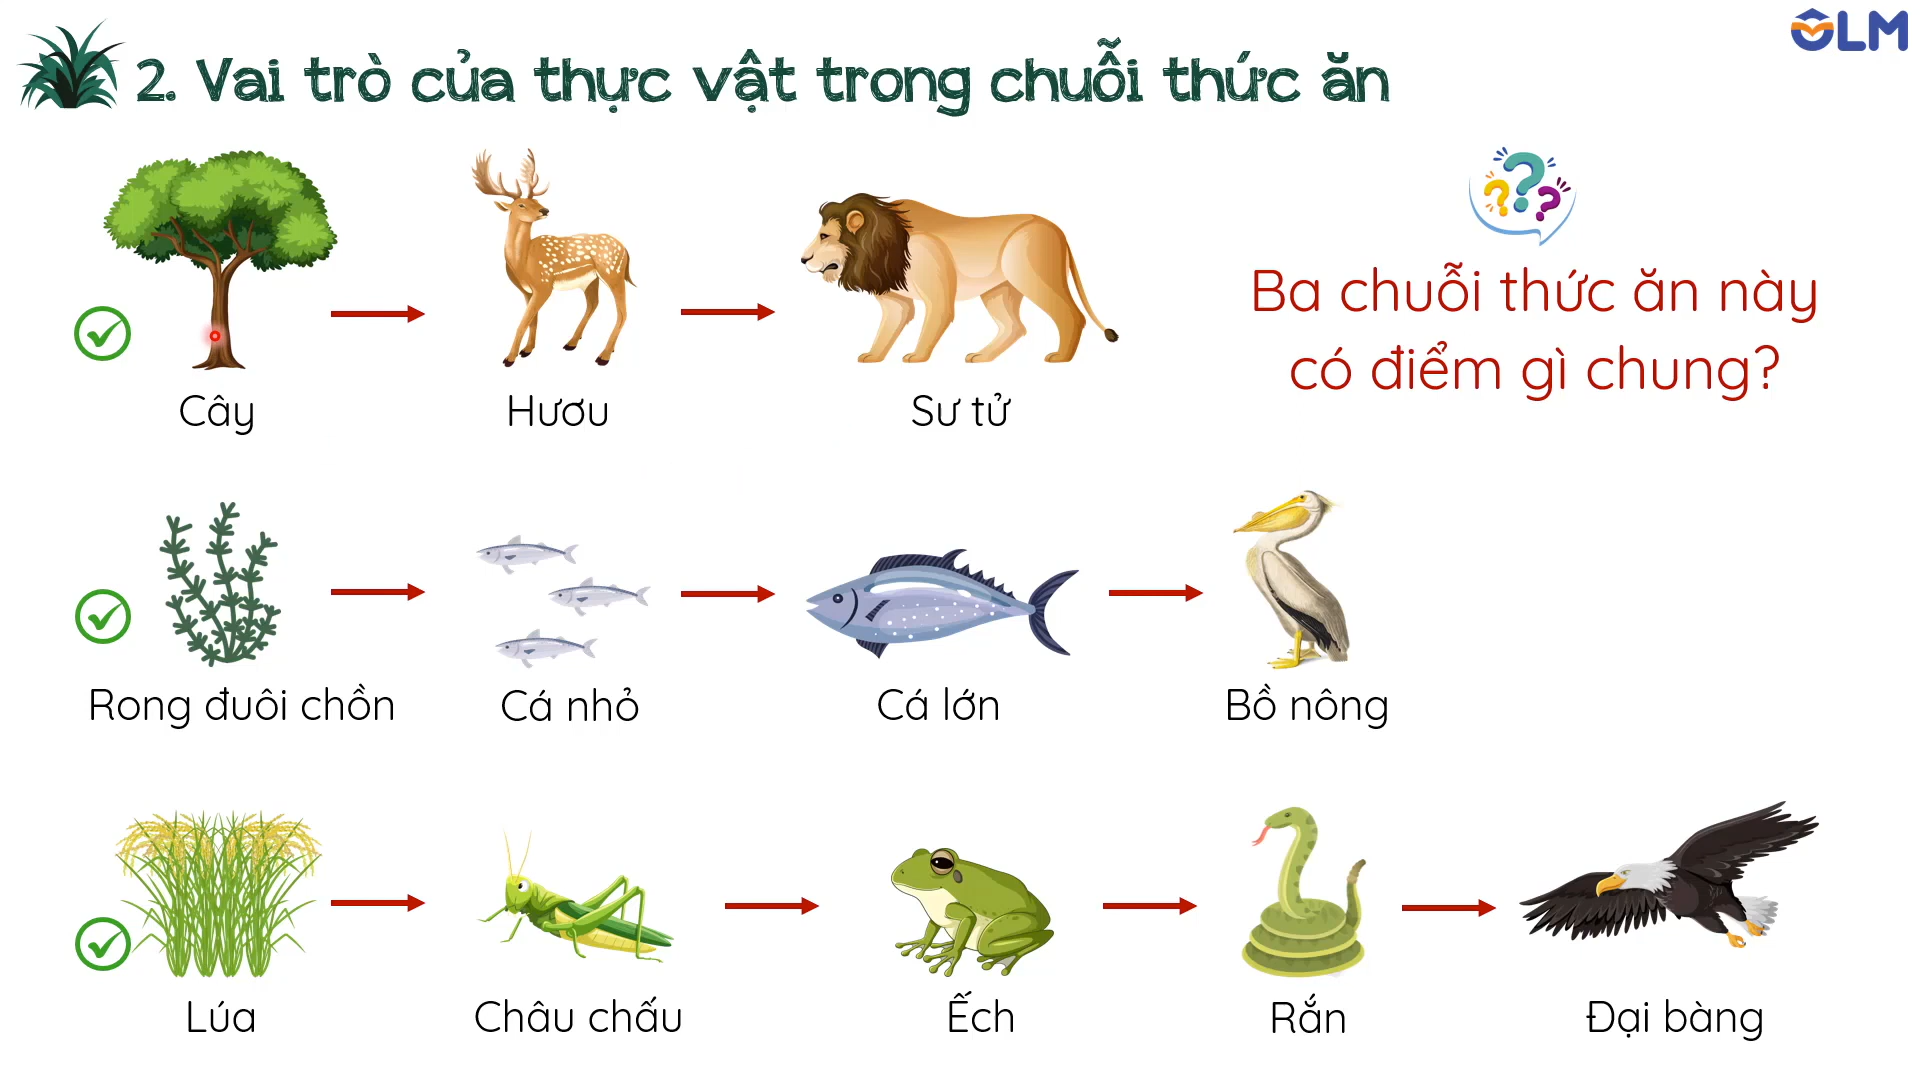 OLM
2. Vai trò của thực vật trong chuỗi thức ăn
Ba chuỗi thức ăn này
có điểm gì chung?
Cây
Hươu
Sư tử
Rong đuôi chồn
Cá nhỏ
Cá lớn
Bồ nông
Lúa
Châu chấu
Ếch
Rắn
Đại bàng